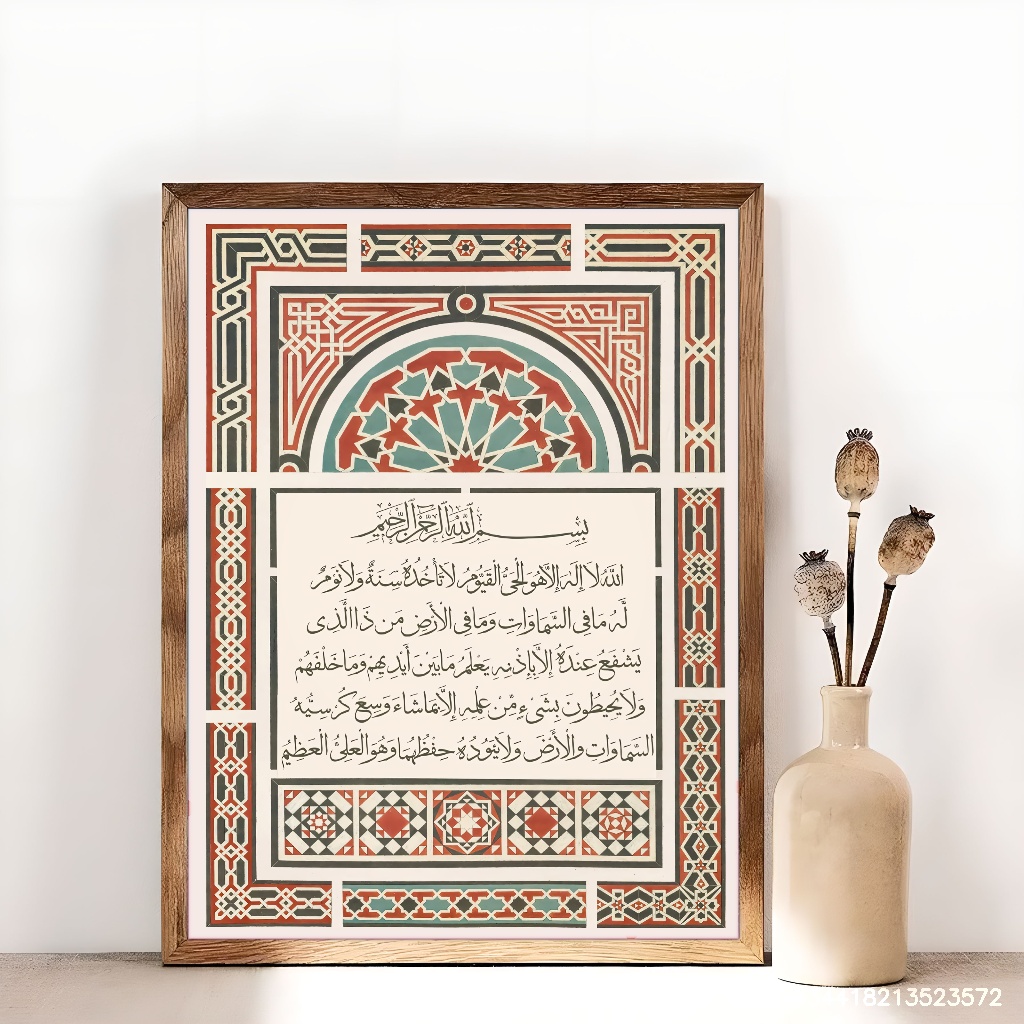 بِسْمِ اللَّهِ الرَّحْمَٰنِ الرَّحِيمِ
اللَّهُ لَا إِلَٰهَ إِلَّا هُوَ الْحَيُّ الْقَيُّومُ لَا تَأْخُذُهُ سِنَةٌ وَلَا نَوْمٌ
لَّهُ مَا فِي السَّمَاوَاتِ وَمَا فِي الْأَرْضِ مَن ذَا الَّذِي
يَشْفَعُ عِندَهُ إِلَّا بِإِذْنِهِ يَعْلَمُ مَا بَيْنَ أَيْدِيهِمْ وَمَا خَلْفَهُمْ
وَلَا يُحِيطُونَ بِشَيْءٍ مِّنْ عِلْمِهِ إِلَّا بِمَا شَاءَ وَسِعَ كُرْسِيُّهُ
السَّمَاوَاتِ وَالْأَرْضَ وَلَا يَئُودُهُ حِفْظُهُمَا وَهُوَ الْعَلِيُّ الْعَظِيمُ